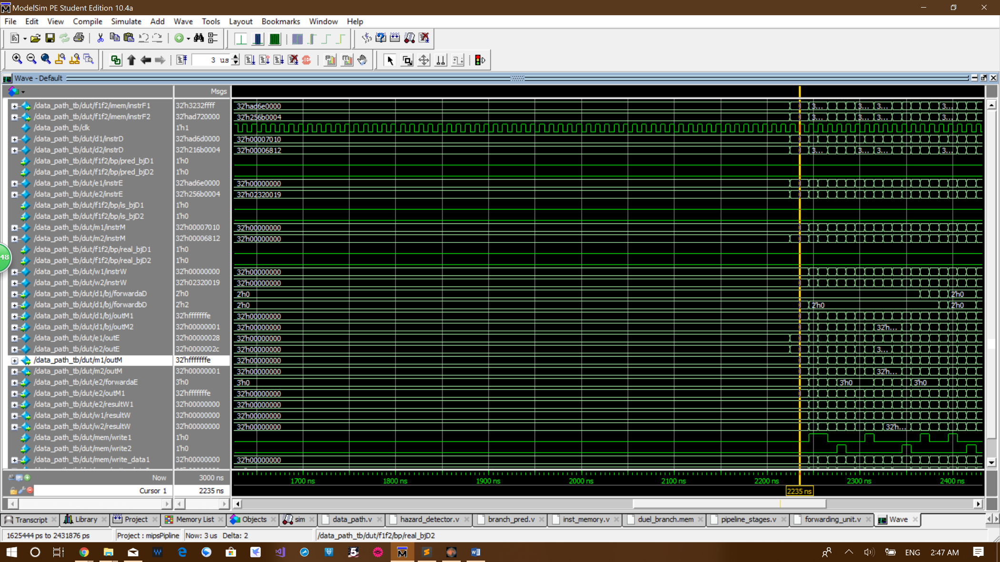 ModelSim PE Student Edition 10.4a
File Edit View Compile Simulate Add Wave Tools Layout Bookmarks Window Help
3 us
Wave - Default
Msgs
/data_path_tb/dut/f1f2/imem/instrF1 32'h3232ffff 32'had6e0000 3... 3... 3... 3...
/data_path_tb/dut/f1f2/imem/instrF2 32'had720000 32'h256b0004 3... 3... 3... 3...
/data_path_tb/clk 1'h1
/data_path_tb/dut/d1/instrD 32'had6d0000 32'h00007010
/data_path_tb/dut/d2/instrD 32'h216b0004 32'h00006812 3... 3... 3... 3...
/data_path_tb/dut/f1f2/bp/pred_bjD1 1'h0
/data_path_tb/dut/f1f2/bp/pred_bjD2 1'h0
/data_path_tb/dut/e1/instrE 32'had6e0000 32'h00000000
/data_path_tb/dut/e2/instrE 32'h256b0004 32'h02320019
/data_path_tb/dut/f1f2/bp/is_bjD1 1'h0
/data_path_tb/dut/f1f2/bp/is_bjD2 1'h0
/data_path_tb/dut/m1/instrM 32'h00007010 32'h00000000
/data_path_tb/dut/m2/instrM 32'h00006812 32'h00000000
/data_path_tb/dut/f1f2/bp/real_bjD1 1'h0
48
/data_path_tb/dut/f1f2/bp/real_bjD2 1'h0
/data_path_tb/dut/w1/instrW 32'h00000000 32'h00000000
/data_path_tb/dut/w2/instrW 32'h02320019 32'h00000000
/data_path_tb/dut/d1/bj/forwardaD 2'h0 2'h0 2'h0
/data_path_tb/dut/d1/bj/forwardbD 2'h2 2'h0 2'h0 2'h0
/data_path_tb/dut/d1/bj/outM1 32'hfffffffe 32'h00000000
/data_path_tb/dut/d1/bj/outM2 32'h00000001 32'h00000000 32'h...
/data_path_tb/dut/e1/outE 32'h00000028 32'h00000000
/data_path_tb/dut/e2/outE 32'h0000002c 32'h00000000 3...
/data_path_tb/dut/m1/outM 32'hfffffffe 32'h00000000
/data_path_tb/dut/m2/outM 32'h00000001 32'h00000000 32'h...
/data_path_tb/dut/e2/forwardaE 3'h0 3'h0 3'h0 3'h0
/data_path_tb/dut/e2/outM1 32'hfffffffe 32'h00000000
/data_path_tb/dut/e2/resultW1 32'h00000000 32'h00000000
/data_path_tb/dut/w1/resultW 32'h00000000 32'h00000000
/data_path_tb/dut/w2/resultW 32'h00000000 32'h00000000 32'h...
/data_path_tb/dut/mem/write1 1'h0
/data_path_tb/dut/mem/write2 1'h0
/data_path_tb/dut/mem/write_data1 32'h00000000 32'h00000000
Now 3000 ns 1700 ns 1800 ns 1900 ns 2000 ns 2100 ns 2200 ns 2300 ns 2400 ns
Cursor 1 2235 ns 2235 ns
Transcript Library Project Memory List Objects sim data_path.v hazard_detector.v branch_pred.v inst_memory.v duel_branch.mem pipeline_stages.v forwarding_unit.v Wave
1625444 ps to 2431876 ps Project : mipsPipline Now: 3 us Delta: 2 /data_path_tb/dut/f1f2/bp/real_bjD2
ENG 2:47 AM